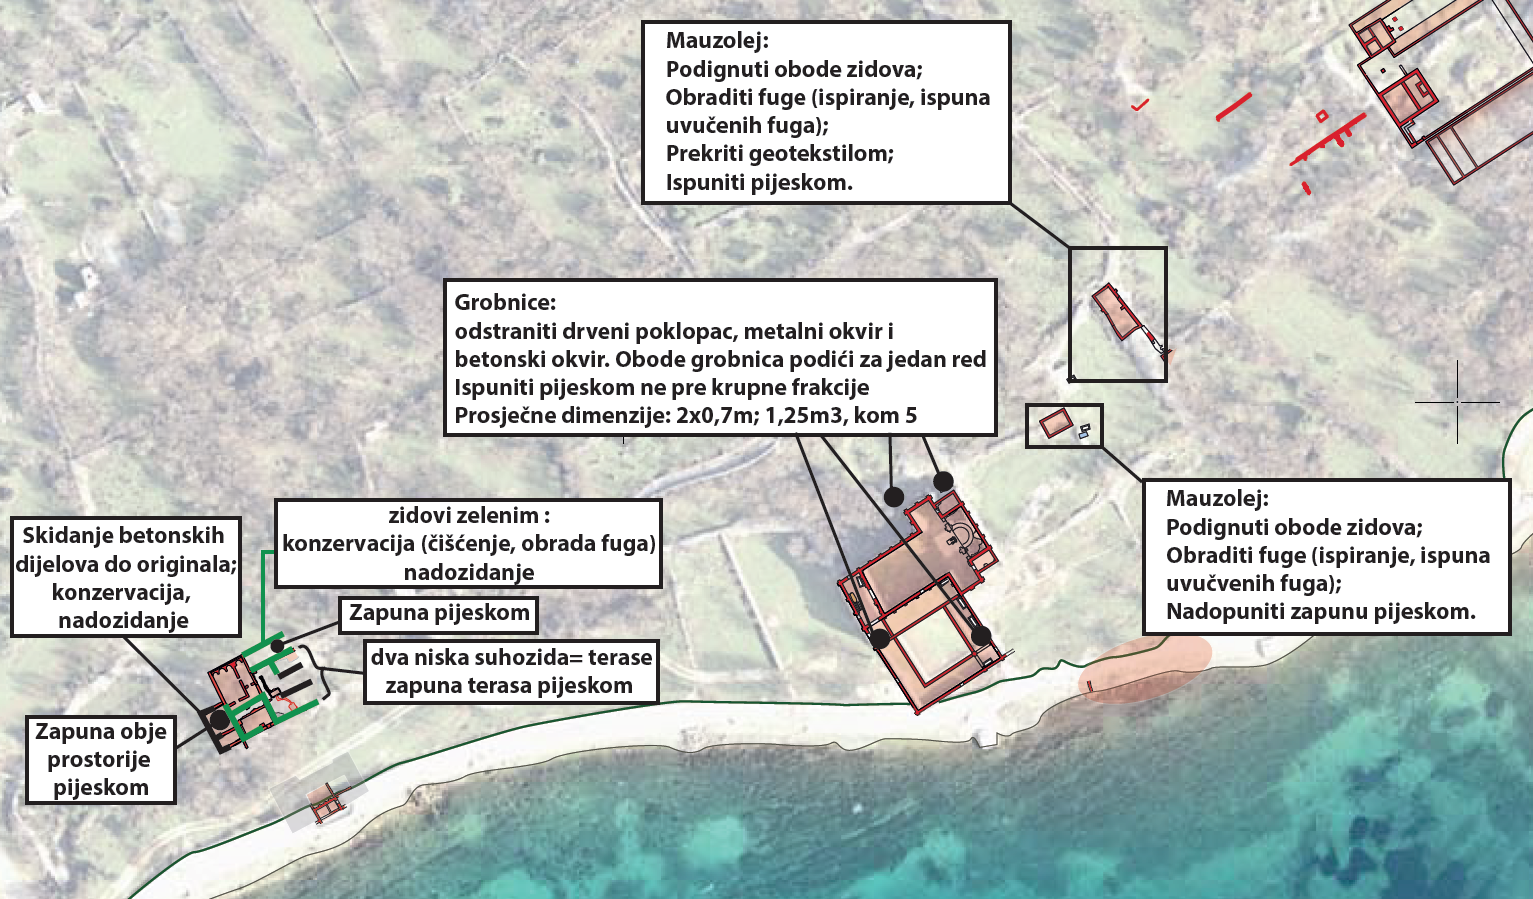 Mauzolej:
Podignuti obode zidova;
Obraditi fuge (ispiranje, ispuna
uvučenih fuga);
Prekriti geotekstilom;
Ispuniti pijeskom.
Grobnice:
odstraniti drveni poklopac, metalni okvir i
betonski okvir. Obode grobnica podići za jedan red
Ispuniti pijeskom ne pre krupne frakcije
Prosječne dimenzije: 2x0,7m; 1,25m3, kom 5
Mauzolej:
Podignuti obode zidova;
Obraditi fuge (ispiranje, ispuna
uvučvenih fuga);
Nadopuniti zapunu pijeskom.
Skidanje betonskih
dijelova do originala;
konzervacija,
nadozidanje
zidovi zelenim :
konzervacija (čišćenje, obrada fuga)
nadozidanje
Zapuna pijeskom
dva niska suhozida= terase
zapuna terasa pijeskom
Zapuna obje
prostorije
pijeskom